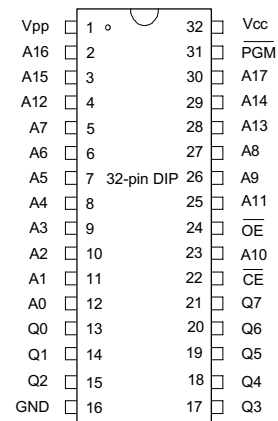 Vpp 1 32 Vcc
A16 2 31 PGM
A15 3 30 A17
A12 4 29 A14
A7 5 28 A13
A6 6 27 A8
A5 7 32-pin DIP 26 A9
A4 8 25 A11
A3 9 24 OE
A2 10 23 A10
A1 11 22 CE
A0 12 21 Q7
Q0 13 20 Q6
Q1 14 19 Q5
Q2 15 18 Q4
GND 16 17 Q3